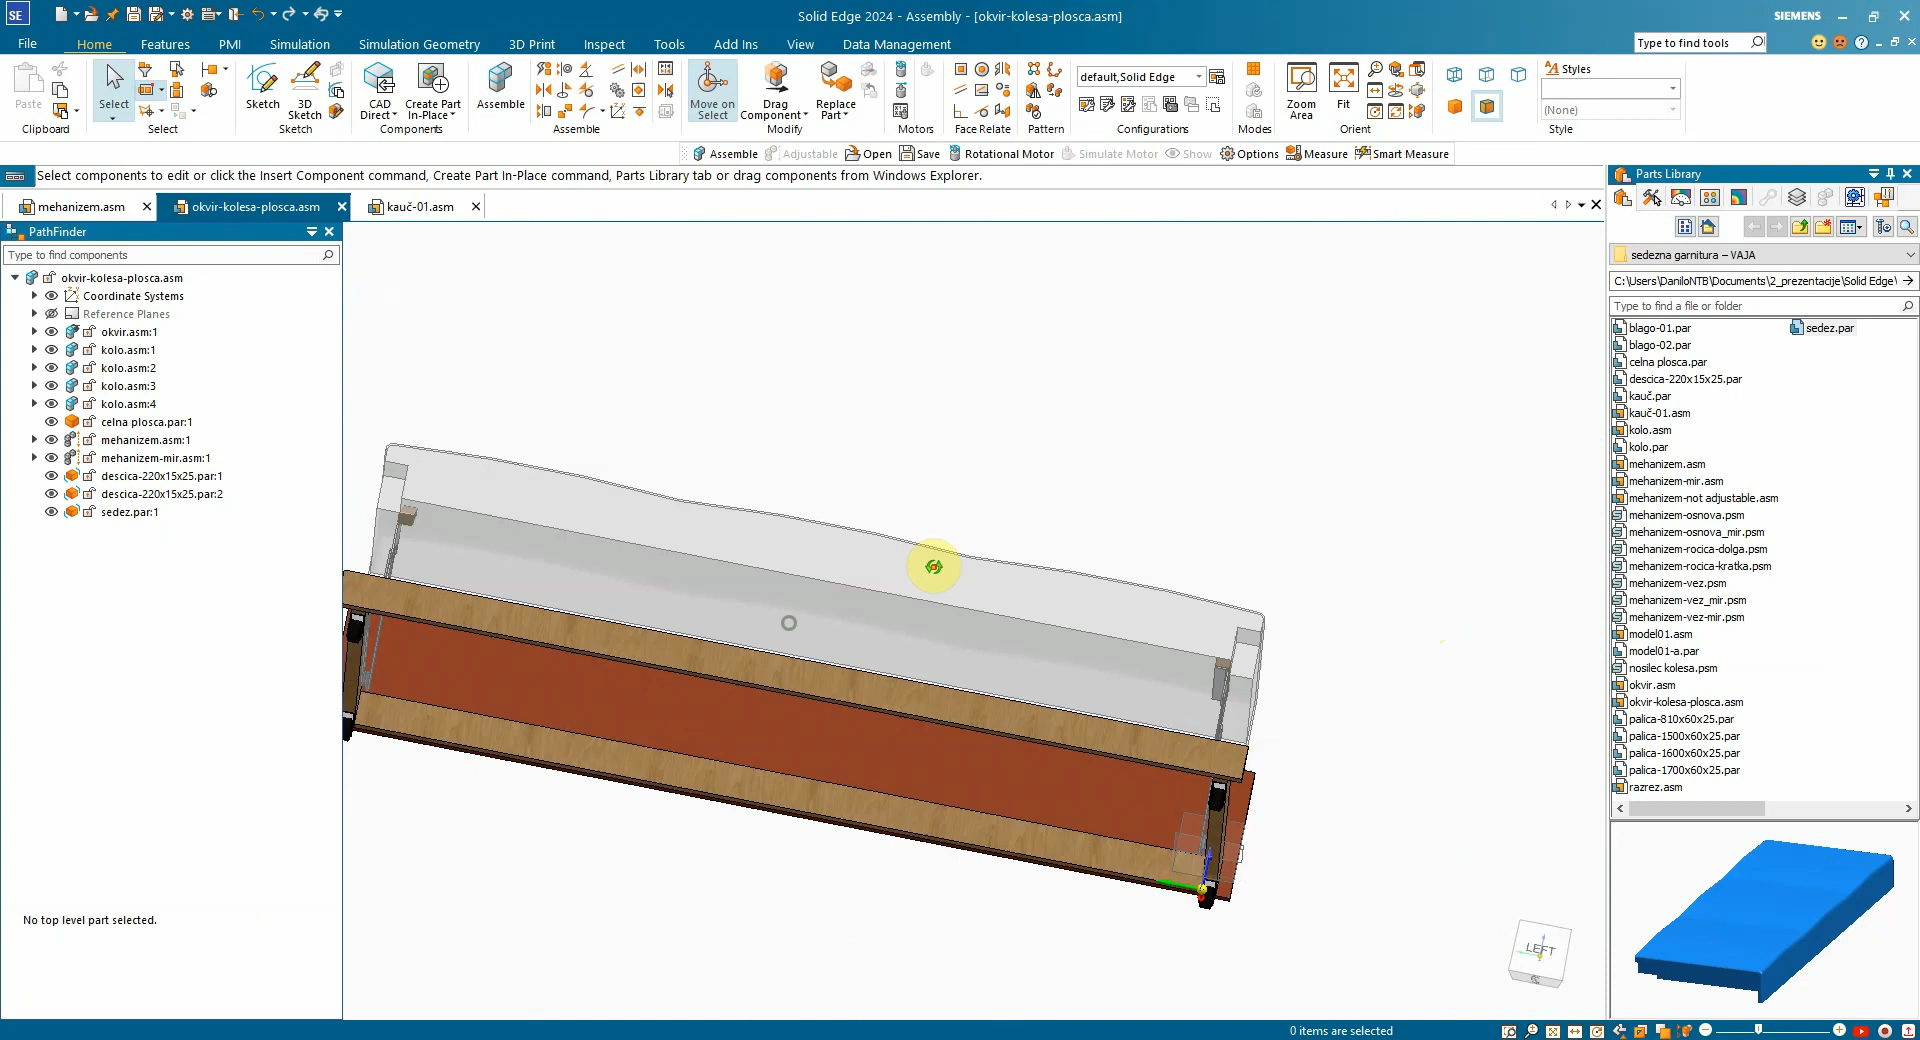 SE
Solid Edge 2024 - Assembly - [okvir-kolesa-plosca.asm]
SIEMENS
File
Home
Features
PMI
Simulation
Simulation Geometry
3D Print
Inspect
Tools
Add Ins
View
Data Management
Type to find tools
Paste
Clipboard
Select
Select
Sketch
3D Sketch
Sketch
CAD Direct
Create Part In-Place
Components
Assemble
Assemble
Move on Select
Drag Component
Replace Part
Modify
Motors
Face Relate
Pattern
default,Solid Edge
Configurations
Modes
Zoom Area
Fit
Orient
Styles
(None)
Style
Assemble
Adjustable
Open
Save
Rotational Motor
Simulate Motor
Show
Options
Measure
Smart Measure
Select components to edit or click the Insert Component command, Create Part In-Place command, Parts Library tab or drag components from Windows Explorer.
mehanizem.asm
okvir-kolesa-plosca.asm
kauč-01.asm
PathFinder
Type to find components
okvir-kolesa-plosca.asm
Coordinate Systems
Reference Planes
okvir.asm:1
kolo.asm:1
kolo.asm:2
kolo.asm:3
kolo.asm:4
celna plosca.par:1
mehanizem.asm:1
mehanizem-mir.asm:1
descica-220x15x25.par:1
descica-220x15x25.par:2
sedez.par:1
No top level part selected.
LEFT
Parts Library
sedezna garnitura – VAJA
C:\Users\DaniloNTB\Documents\2_prezentacije\Solid Edge\
Type to find a file or folder
blago-01.par
blago-02.par
celna plosca.par
descica-220x15x25.par
kauč.par
kauč-01.asm
kolo.asm
kolo.par
mehanizem.asm
mehanizem-mir.asm
mehanizem-not adjustable.asm
mehanizem-osnova.psm
mehanizem-osnova_mir.psm
mehanizem-rocica-dolga.psm
mehanizem-rocica-kratka.psm
mehanizem-vez.psm
mehanizem-vez_mir.psm
mehanizem-vez-mir.psm
model01.asm
model01-a.par
nosilec kolesa.psm
okvir.asm
okvir-kolesa-plosca.asm
palica-810x60x25.par
palica-1500x60x25.par
palica-1600x60x25.par
palica-1700x60x25.par
razrez.asm
sedez.par
0 items are selected